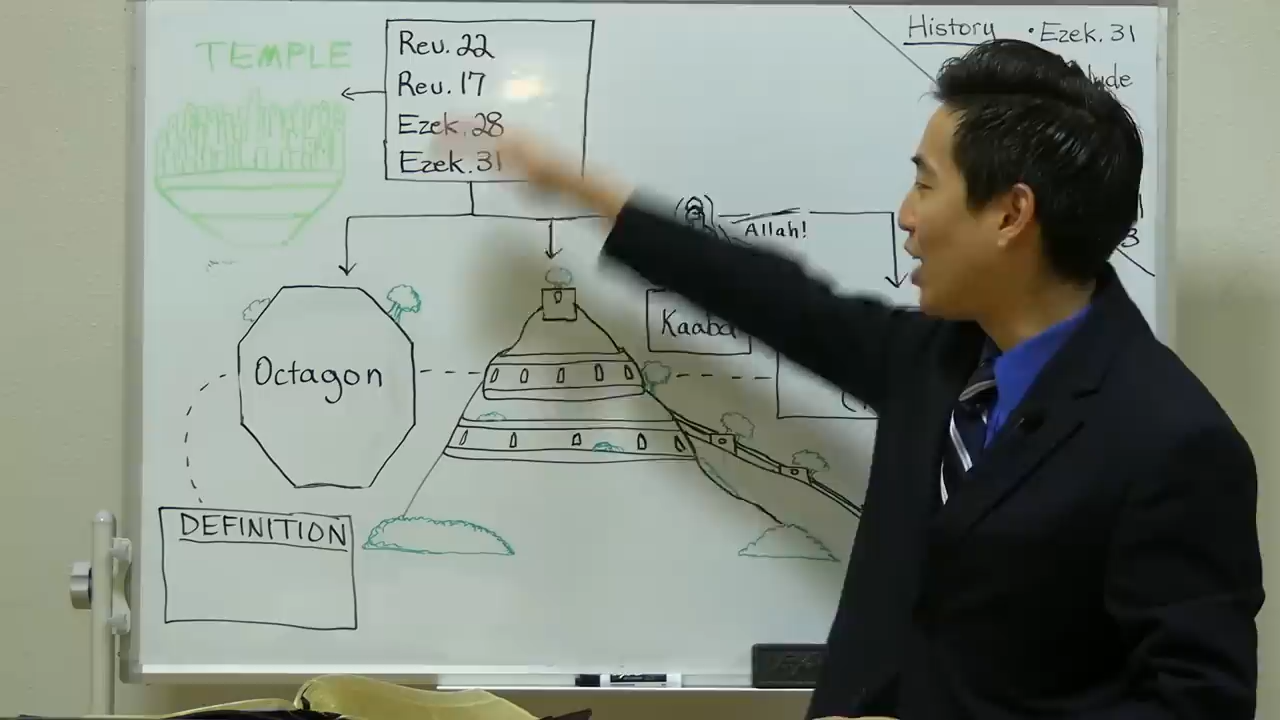 TEMPLE
Rev. 22
Rev. 17
Ezek. 28
Ezek. 31
History
• Ezek. 31
Allah!
Octagon
Kaaba
DEFINITION